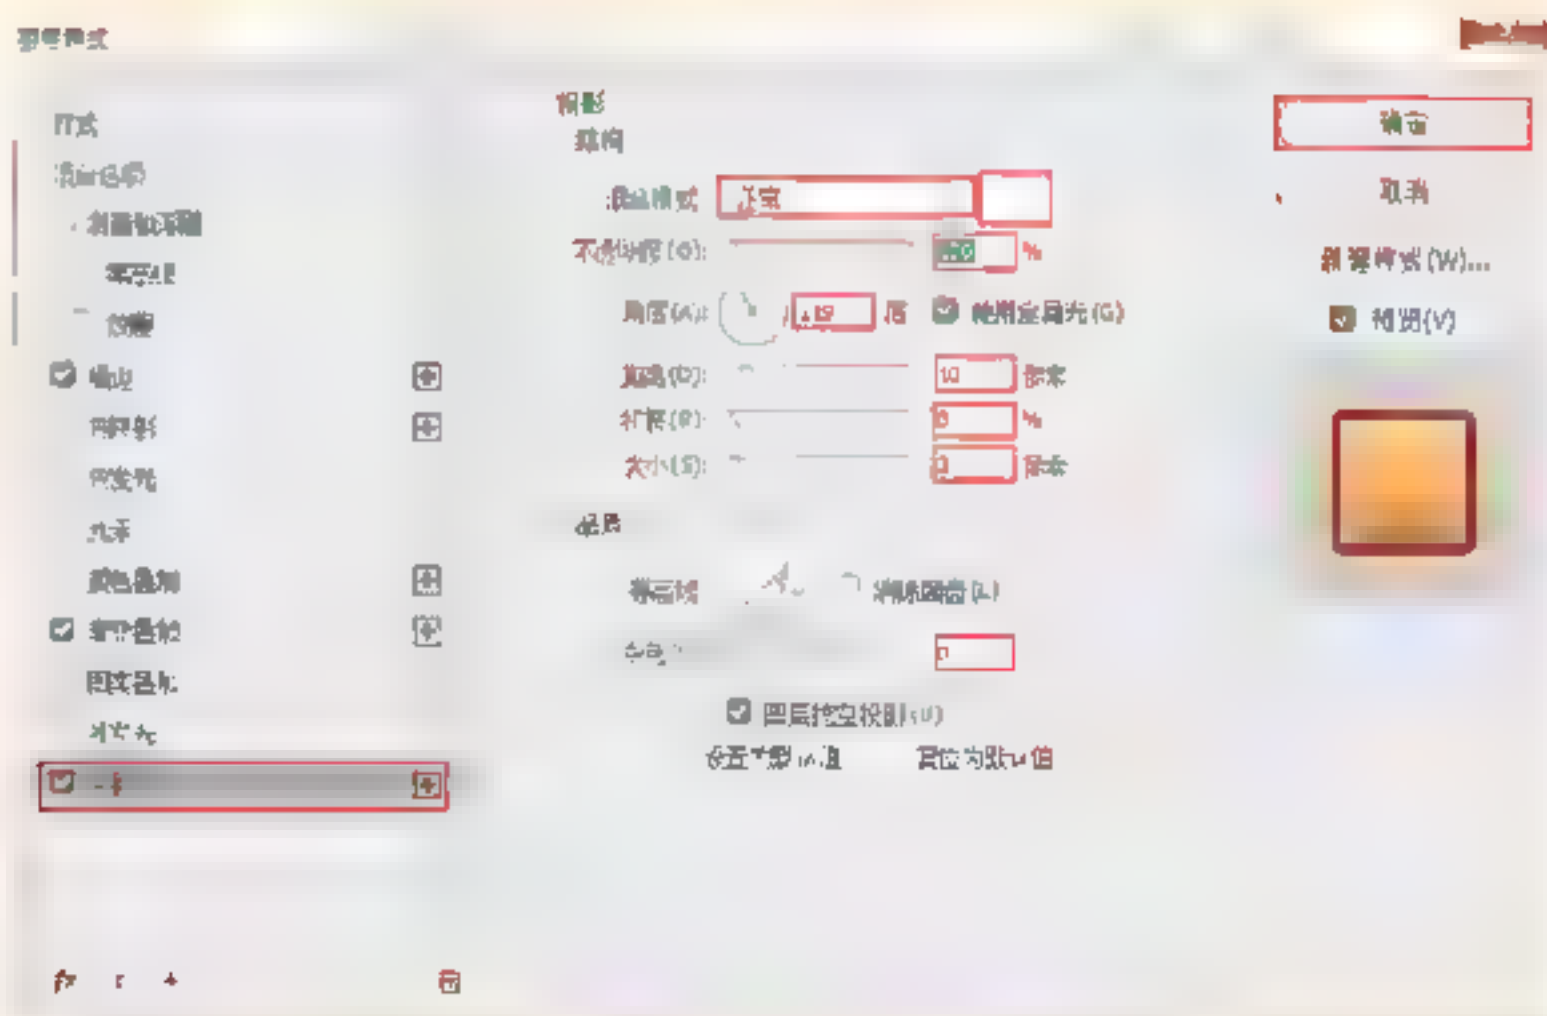 图层样式
样式
混合选项
斜面和浮雕
等高线
纹理
描边
内阴影
内发光
光泽
颜色叠加
渐变叠加
图案叠加
外发光
fx
投影
结构
混合模式
正常
不透明度(O):
%
角度(A):
度
使用全局光(G)
距离(D):
10
像素
扩展(R):
%
大小(S):
像素
品质
等高线
消除锯齿(L)
杂色
图层挖空投影(U)
设置为默认值
复位为默认值
确定
取消
新建样式(W)...
预览(V)